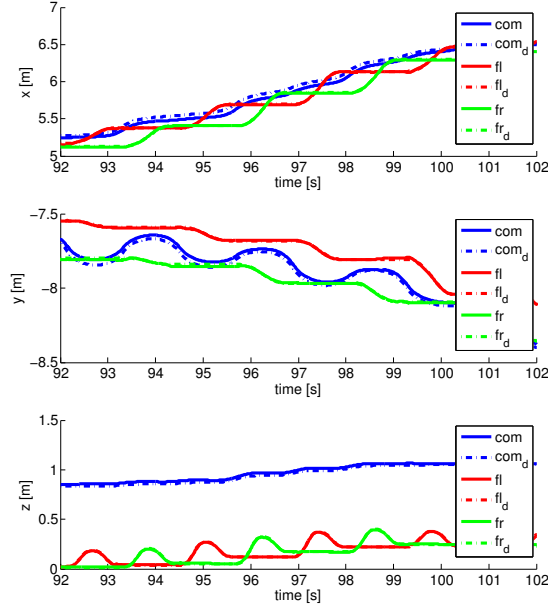 7
6.5
6
5.5
5
x [m]
92 93 94 95 96 97 98 99 100 101 102
time [s]
com
com_d
fl
fl_d
fr
fr_d
−7.5
−8
−8.5
y [m]
92 93 94 95 96 97 98 99 100 101 102
time [s]
com
com_d
fl
fl_d
fr
fr_d
1.5
1
0.5
0
z [m]
92 93 94 95 96 97 98 99 100 101 102
time [s]
com
com_d
fl
fl_d
fr
fr_d